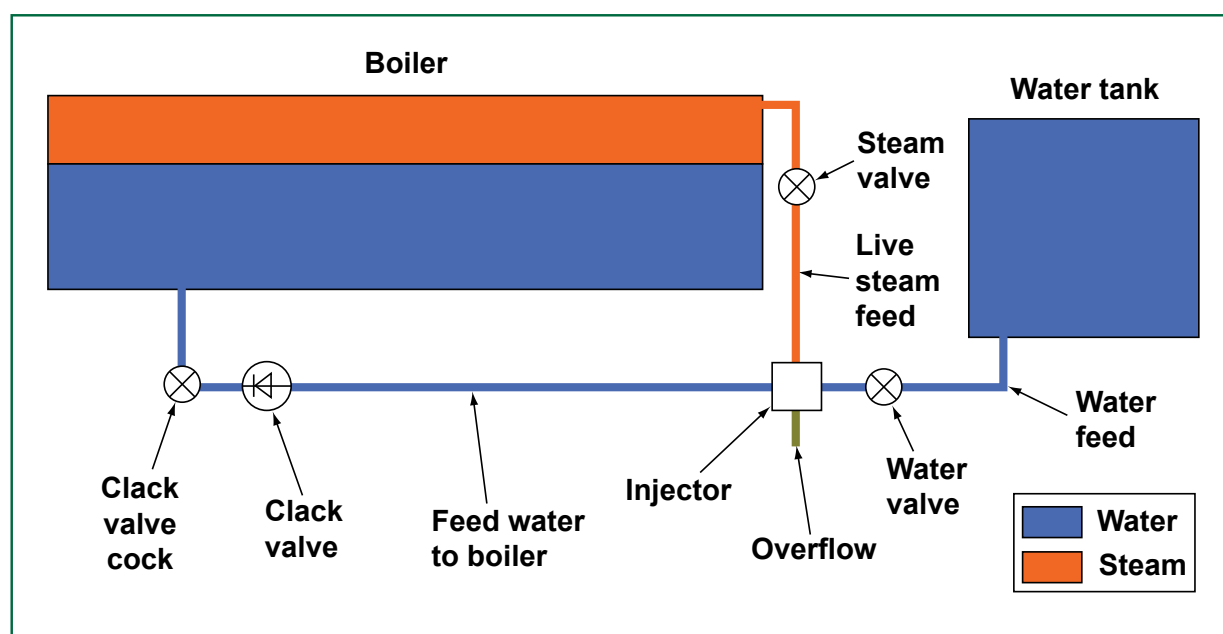 Boiler
Water tank
Steam
valve
Live
steam
feed
Water
feed
Clack
valve
cock
Clack
valve
Feed water
to boiler
Injector
Overflow
Water
valve
Water
Steam